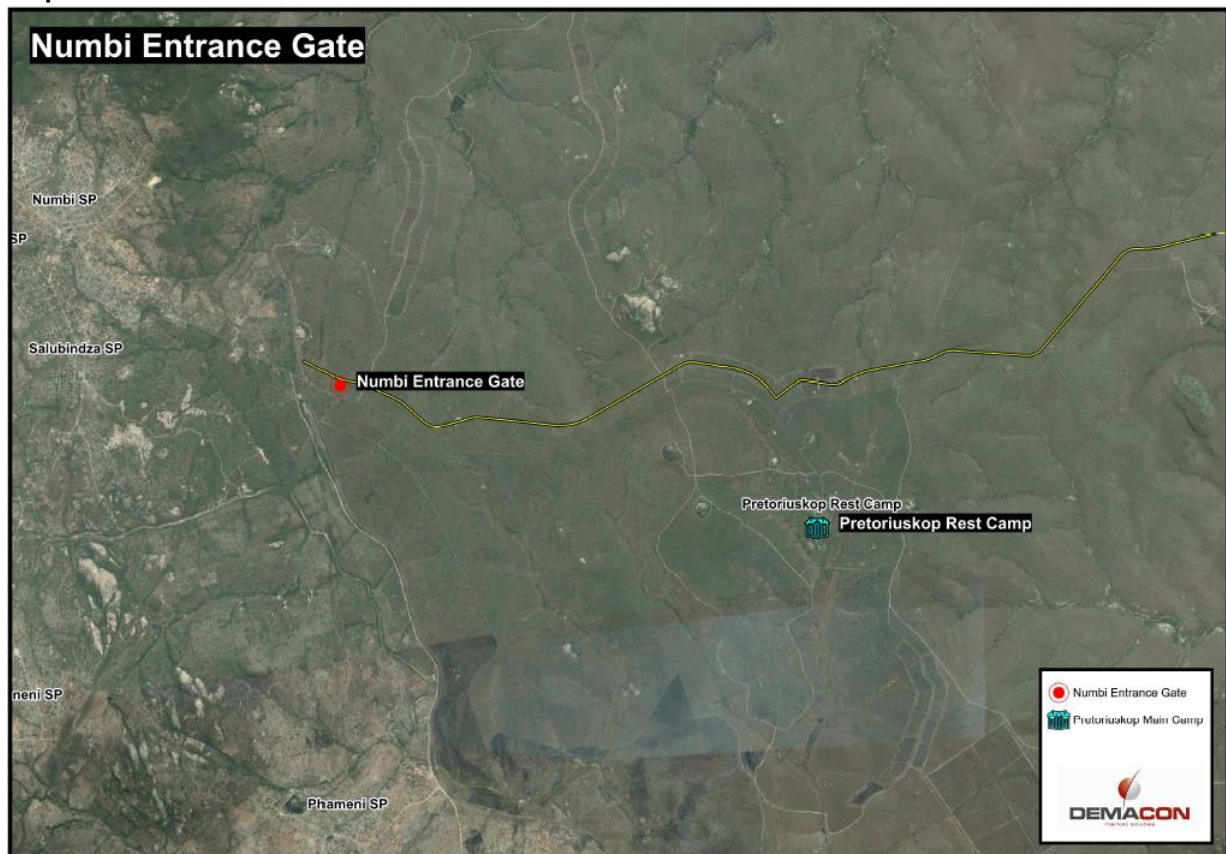 Numbi Entrance Gate
Numbi SP
SP
Salubindza SP
Numbi Entrance Gate
Pretoriuskop Rest Camp
Pretoriuskop Rest Camp
neni SP
Phameni SP
Numbi Entrance Gate
Pretoriuskop Main Camp
DEMACON